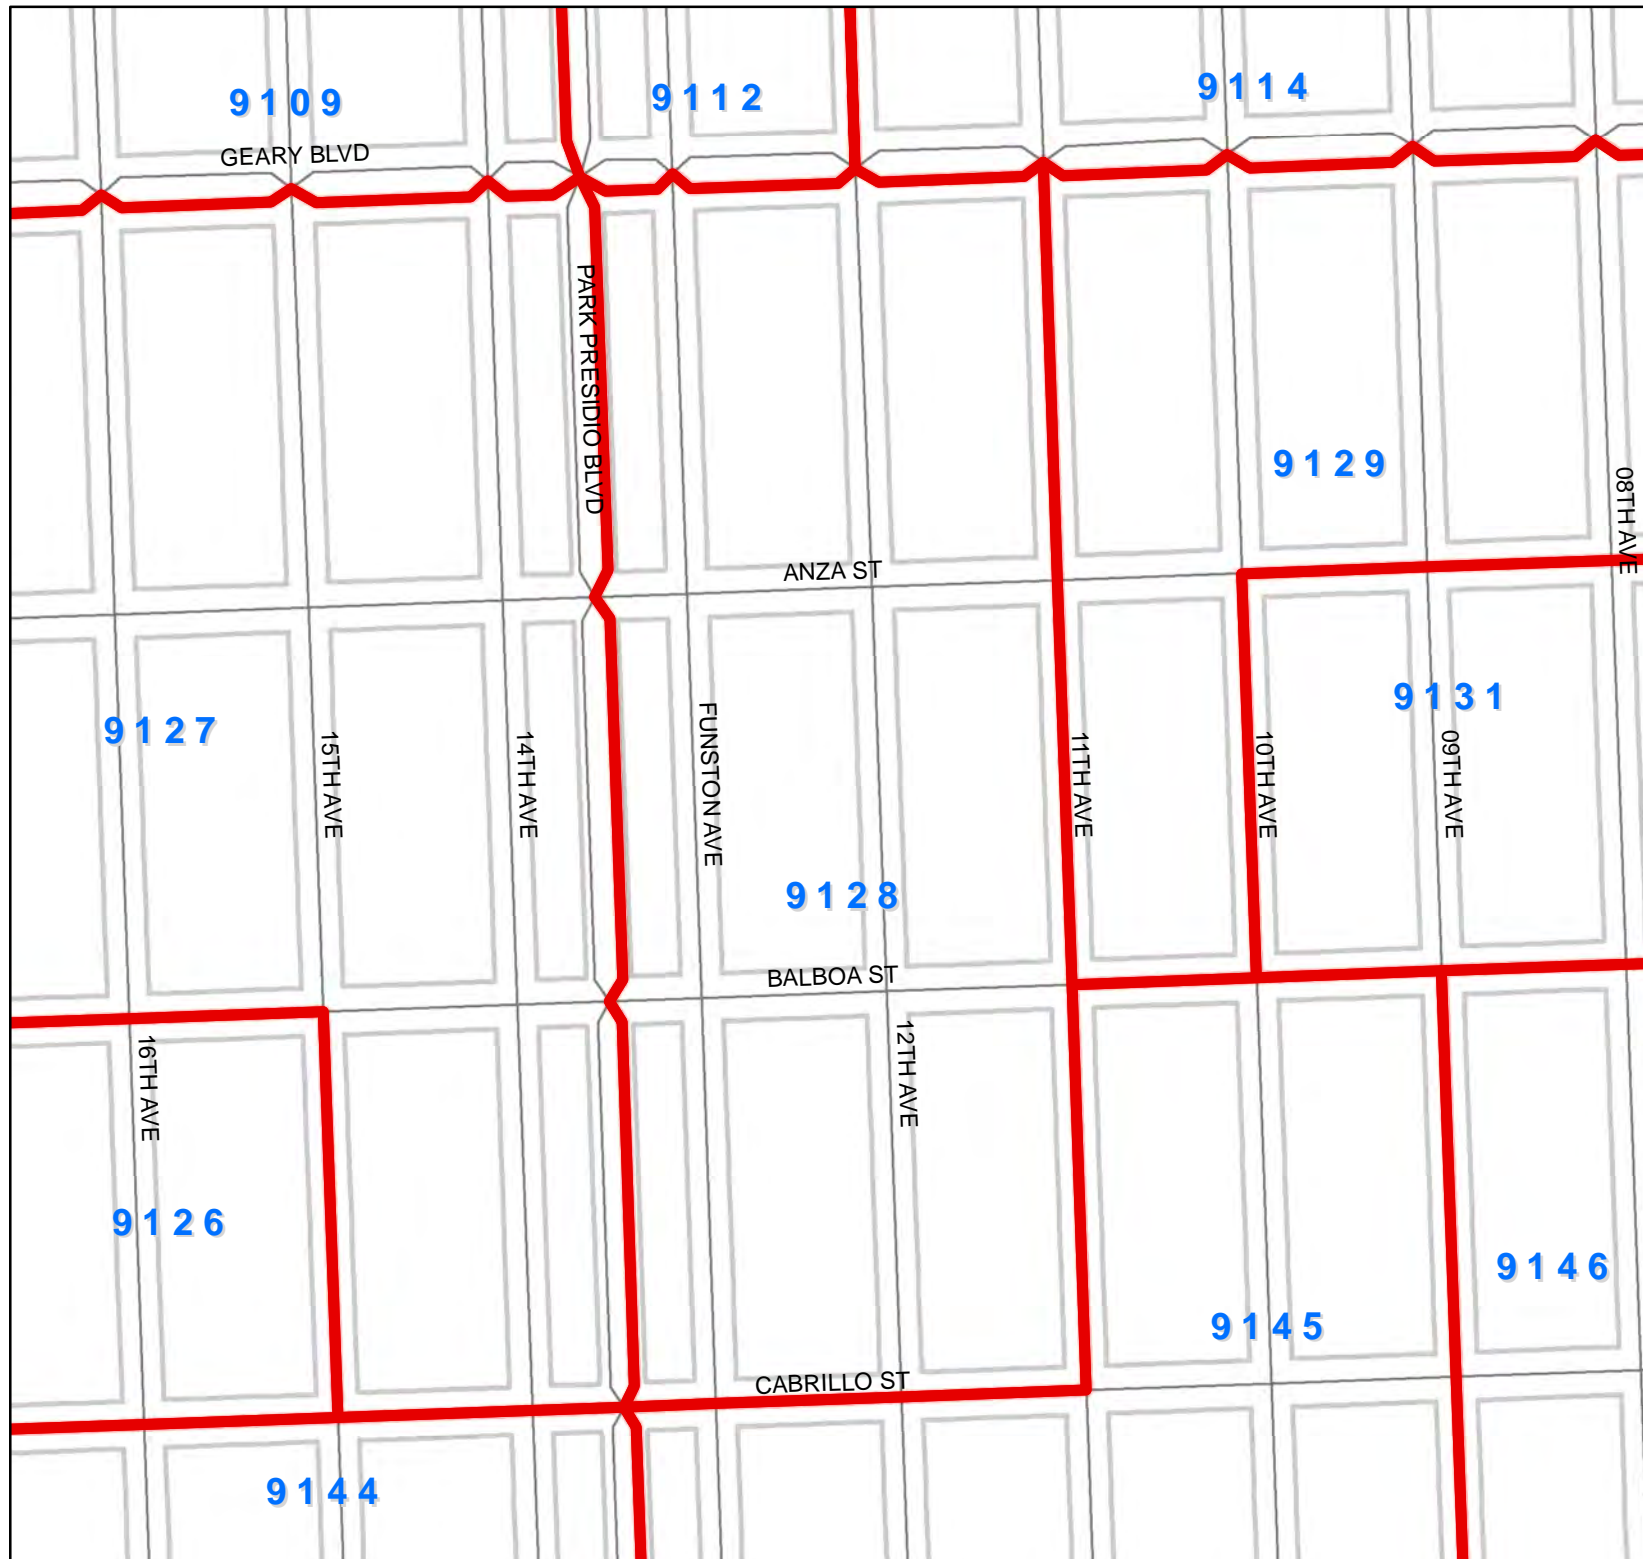 9109
9112
9114
GEARY BLVD
PARK PRESIDIO BLVD
9129
08TH AVE
ANZA ST
9131
9127
15TH AVE
14TH AVE
FUNSTON AVE
11TH AVE
10TH AVE
09TH AVE
9128
BALBOA ST
16TH AVE
12TH AVE
9126
9146
9145
CABRILLO ST
9144